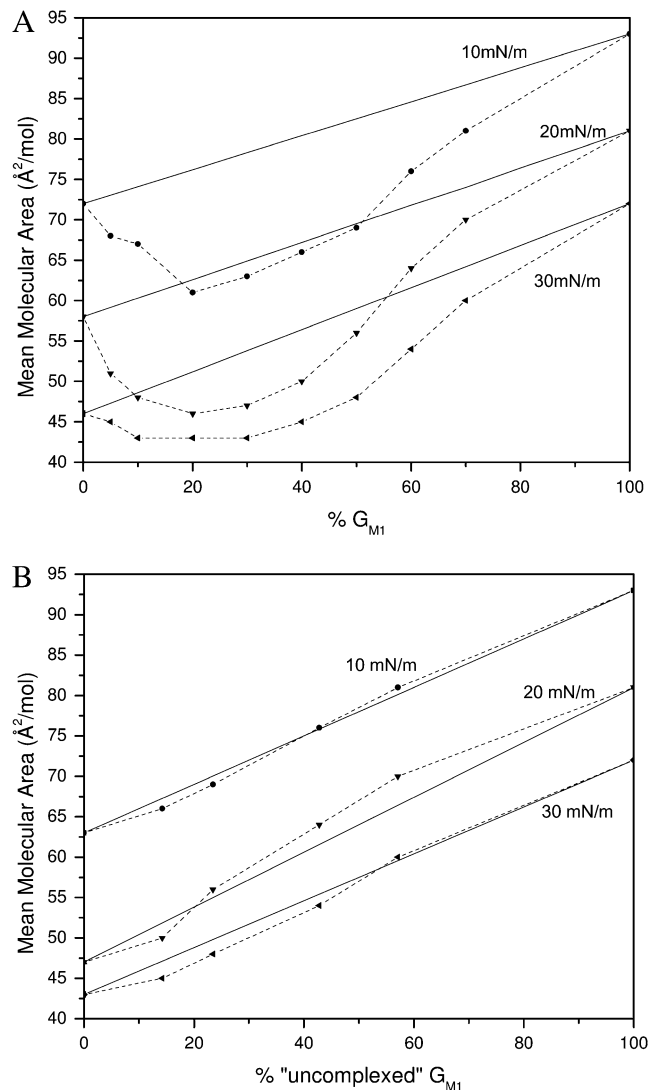 A
95
90
85
80
75
70
65
60
55
50
45
40
Mean Molecular Area (Å²/mol)
10mN/m
20mN/m
30mN/m
0 20 40 60 80 100
% G_M1
B
95
90
85
80
75
70
65
60
55
50
45
40
Mean Molecular Area (Å²/mol)
10 mN/m
20 mN/m
30 mN/m
0 20 40 60 80 100
% "uncomplexed" G_M1